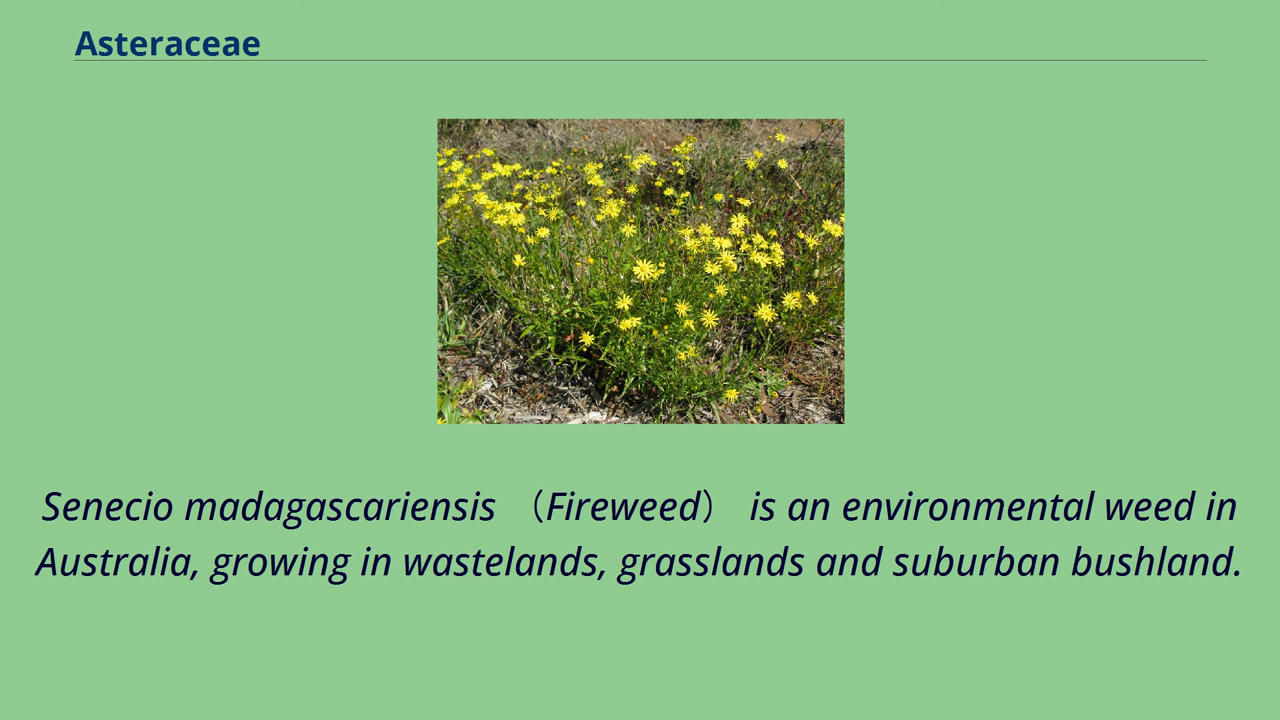 Asteraceae
Senecio madagascariensis （Fireweed） is an environmental weed in
Australia, growing in wastelands, grasslands and suburban bushland.